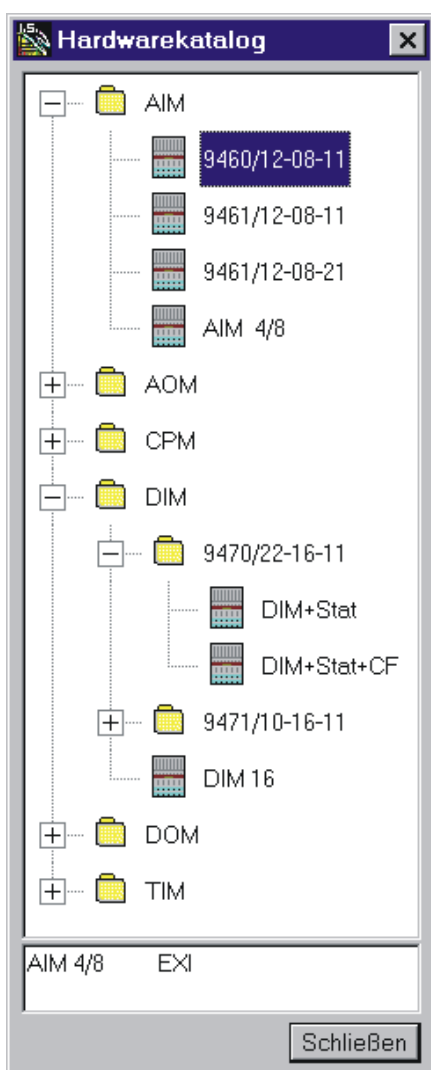 Hardwarekatalog
AIM
9460/12-08-11
9461/12-08-11
9461/12-08-21
AIM 4/8
AOM
CPM
DIM
9470/22-16-11
DIM+Stat
DIM+Stat+CF
9471/10-16-11
DIM 16
DOM
TIM
AIM 4/8 EXI
Schließen